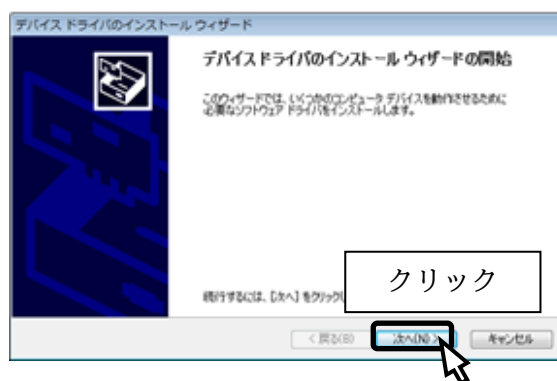 デバイス ドライバのインストール ウィザード
デバイス ドライバのインストール ウィザードの開始
このウィザードでは、いくつかのコンピュータ デバイスを動作させるために
必要なソフトウェア ドライバをインストールします。
クリック
続行するには、[次へ] をクリックし
< 戻る(B)
次へ(N) >
キャンセル